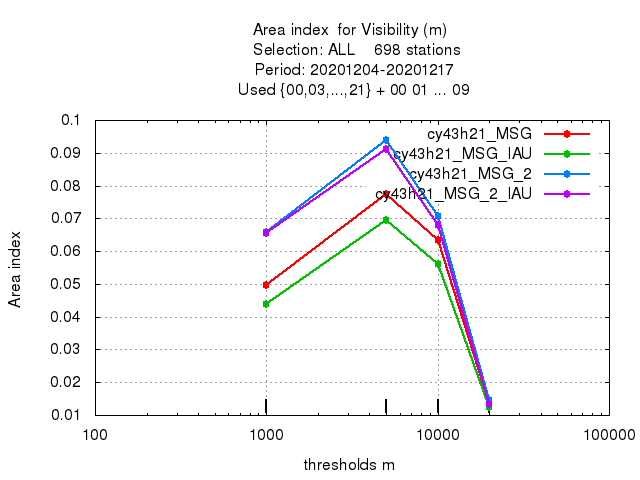 Area index  for Visibility (m)
Selection: ALL    698 stations
Period: 20201204-20201217
Used {00,03,...,21} + 00 01 ... 09
cy43h21_MSG
cy43h21_MSG_IAU
cy43h21_MSG_2
cy43h21_MSG_2_IAU
0.1
0.09
0.08
0.07
0.06
0.05
0.04
0.03
0.02
0.01
Area index
100 1000 10000 100000
thresholds m